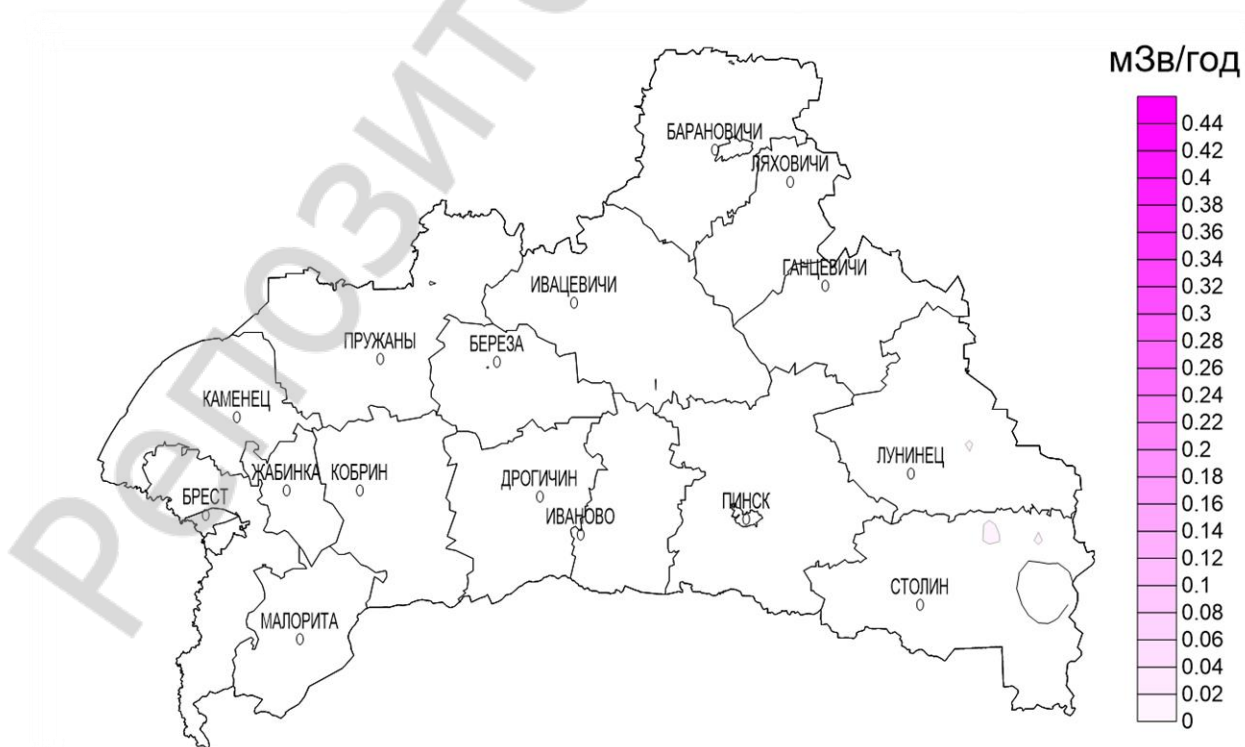 мЗв/год
БАРАНОВИЧИ
ЛЯХОВИЧИ
ГАНЦЕВИЧИ
ИВАЦЕВИЧИ
ПРУЖАНЫ
БЕРЕЗА
КАМЕНЕЦ
ЛУНИНЕЦ
ЖАБИНКА
КОБРИН
ДРОГИЧИН
БРЕСТ
ПИНСК
ИВАНОВО
СТОЛИН
МАЛОРИТА
0.44
0.42
0.4
0.38
0.36
0.34
0.32
0.3
0.28
0.26
0.24
0.22
0.2
0.18
0.16
0.14
0.12
0.1
0.08
0.06
0.04
0.02
0
Репозито